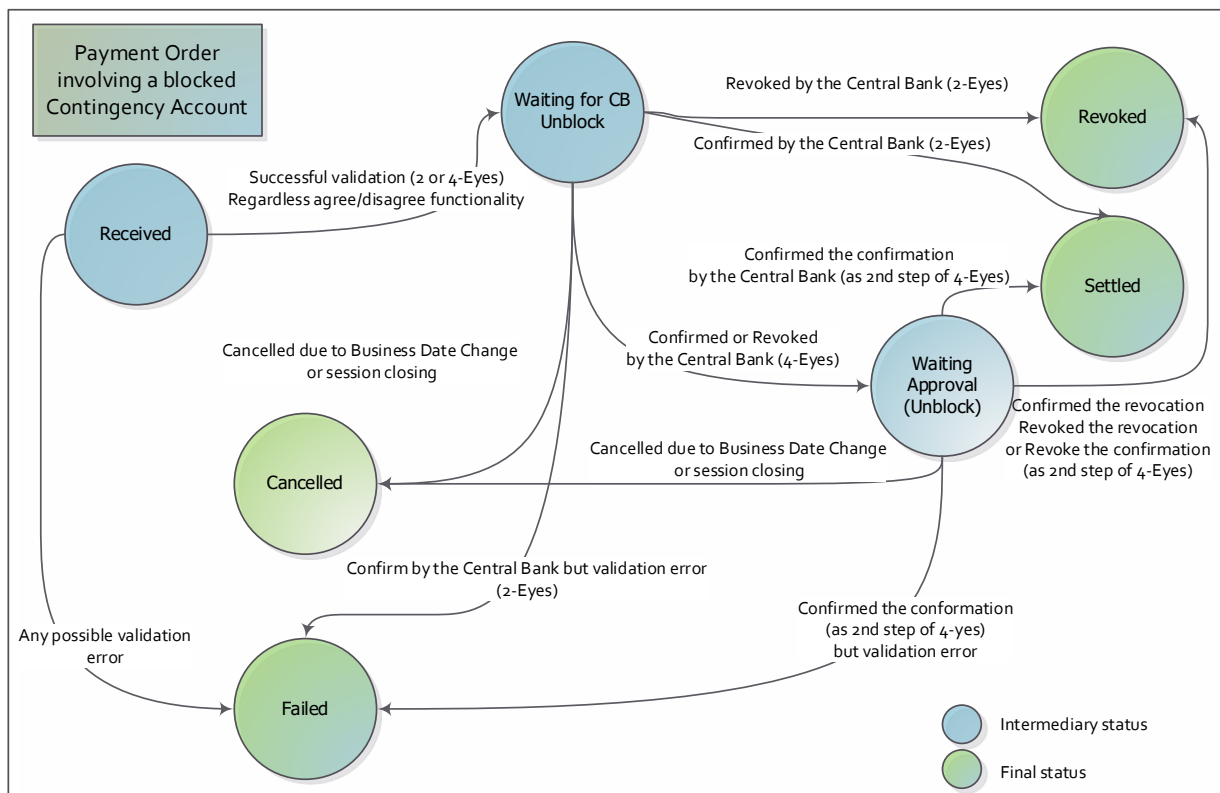 Payment Order
involving a blocked
Contingency Account
Waiting for CB
Unblock
Revoked by the Central Bank (2-Eyes)
Revoked
Confirmed by the Central Bank (2-Eyes)
Successful validation (2 or 4-Eyes)
Regardless agree/disagree functionality
Received
Confirmed the confirmation
by the Central Bank (as 2nd step of 4-Eyes)
Settled
Confirmed or Revoked
by the Central Bank (4-Eyes)
Waiting
Approval
(Unblock)
Cancelled due to Business Date Change
or session closing
Confirmed the revocation
Revoked the revocation
or Revoke the confirmation
(as 2nd step of 4-Eyes)
Cancelled due to Business Date Change
or session closing
Cancelled
Confirm by the Central Bank but validation error
(2-Eyes)
Confirmed the conformation
(as 2nd step of 4-yes)
but validation error
Any possible validation
error
Failed
Intermediary status
Final status